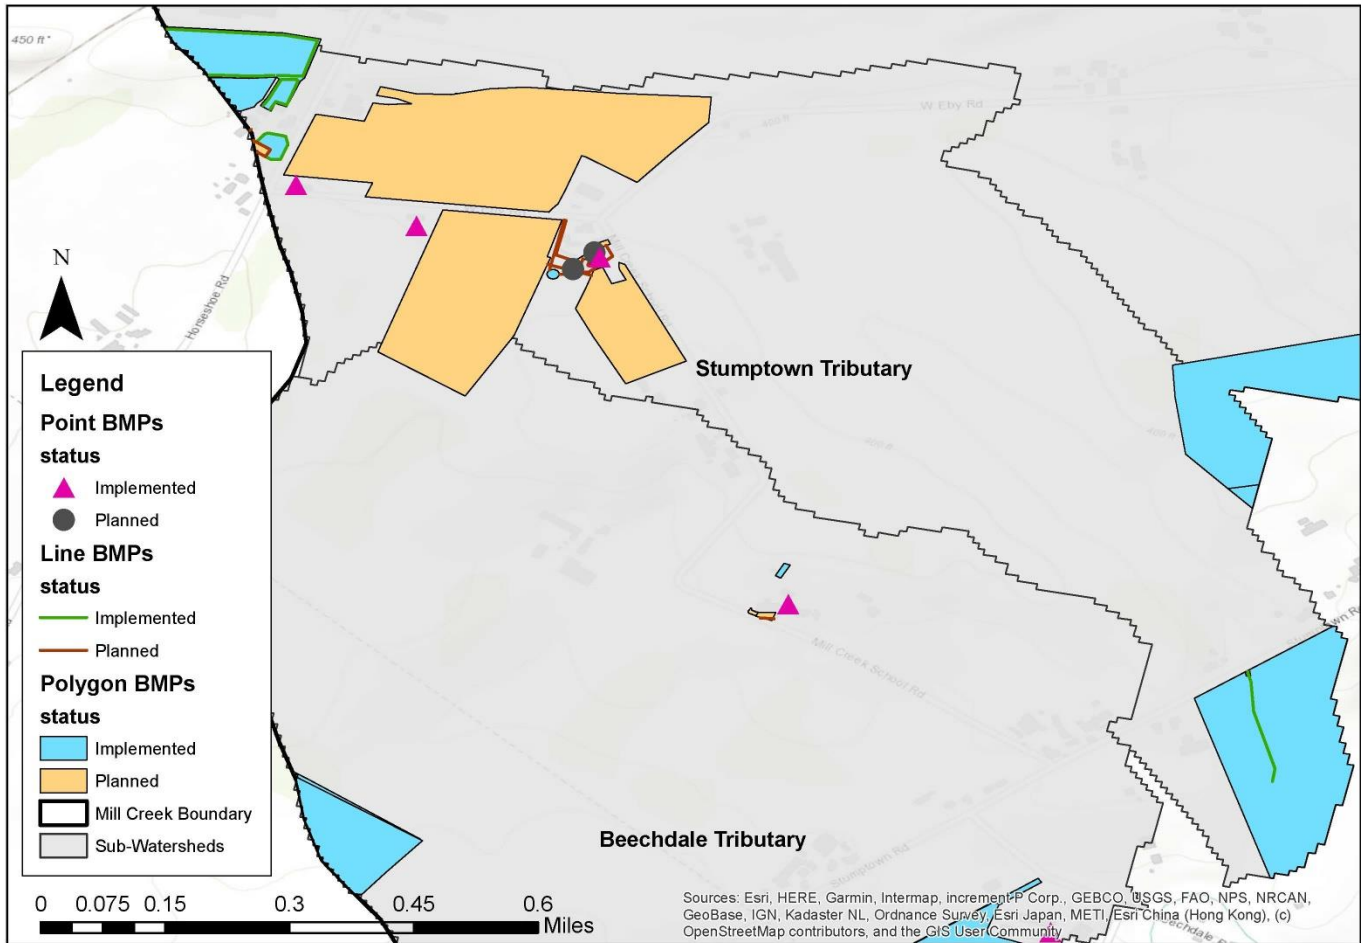 450 ft
W Eby Rd
N
Horseshoe Rd
Stumptown Tributary
Legend
Point BMPs
status
Implemented
Planned
Line BMPs
status
Implemented
Planned
Polygon BMPs
status
Implemented
Planned
Mill Creek Boundary
Sub-Watersheds
Mill Creek School Rd
Beechdale Tributary
Stumptown Rd
0 0.075 0.15 0.3 0.45 0.6
Miles
Sources: Esri, HERE, Garmin, Intermap, increment P Corp., GEBCO, USGS, FAO, NPS, NRCAN,
GeoBase, IGN, Kadaster NL, Ordnance Survey, Esri Japan, METI, Esri China (Hong Kong), (c)
OpenStreetMap contributors, and the GIS User Community